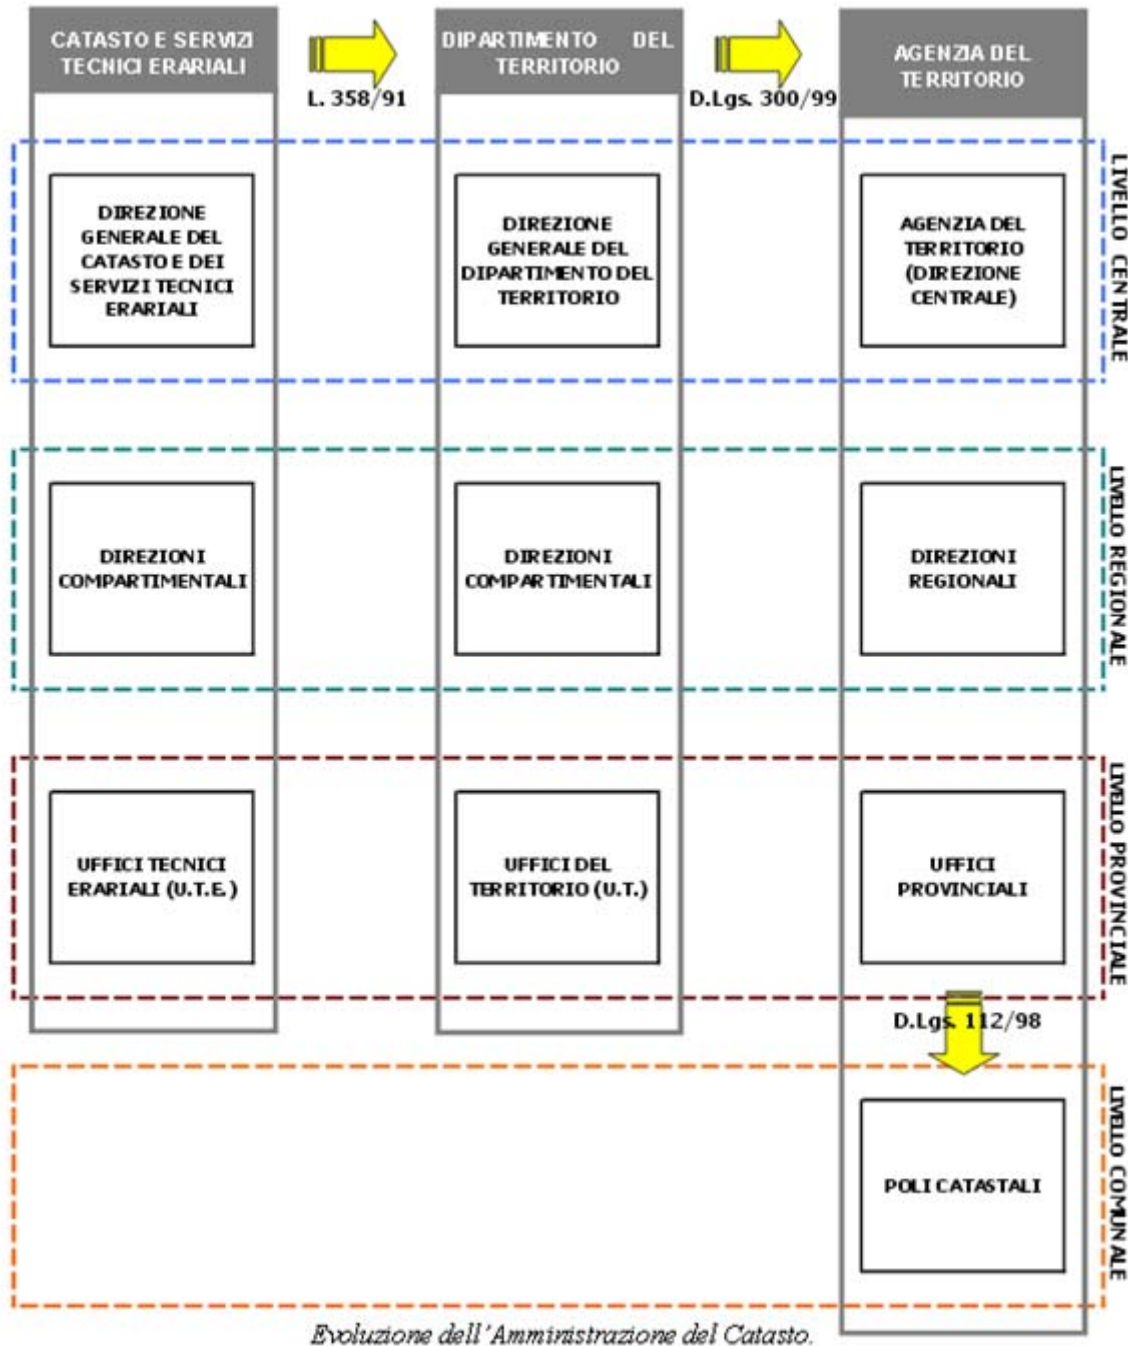 CATASTO E SERVIZI
TECNICI ERARIALI
L. 358/91
DIPARTIMENTO DEL
TERRITORIO
D.Lgs. 300/99
AGENZIA DEL
TERRITORIO
LIVELLO CENTRALE
DIREZIONE
GENERALE DEL
CATASTO E DEI
SERVIZI TECNICI
ERARIALI
DIREZIONE
GENERALE DEL
DIPARTIMENTO DEL
TERRITORIO
AGENZIA DEL
TERRITORIO
(DIREZIONE
CENTRALE)
LIVELLO REGIONALE
DIREZIONI
COMPARTIMENTALI
DIREZIONI
COMPARTIMENTALI
DIREZIONI
REGIONALI
LIVELLO PROVINCIALE
UFFICI TECNICI
ERARIALI (U.T.E.)
UFFICI DEL
TERRITORIO (U.T.)
UFFICI
PROVINCIALI
D.Lgs. 112/98
LIVELLO COMUNALE
POLI CATASTALI
Evoluzione dell'Amministrazione del Catasto.